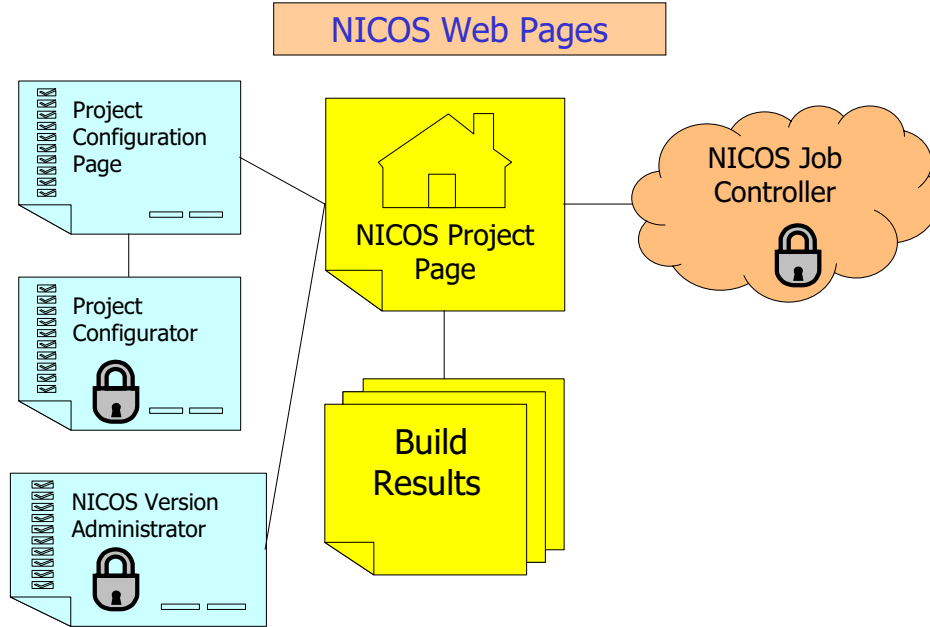 NICOS Web Pages
Project
Configuration
Page
NICOS Project
Page
NICOS Job
Controller
Project
Configurator
Build
Results
NICOS Version
Administrator